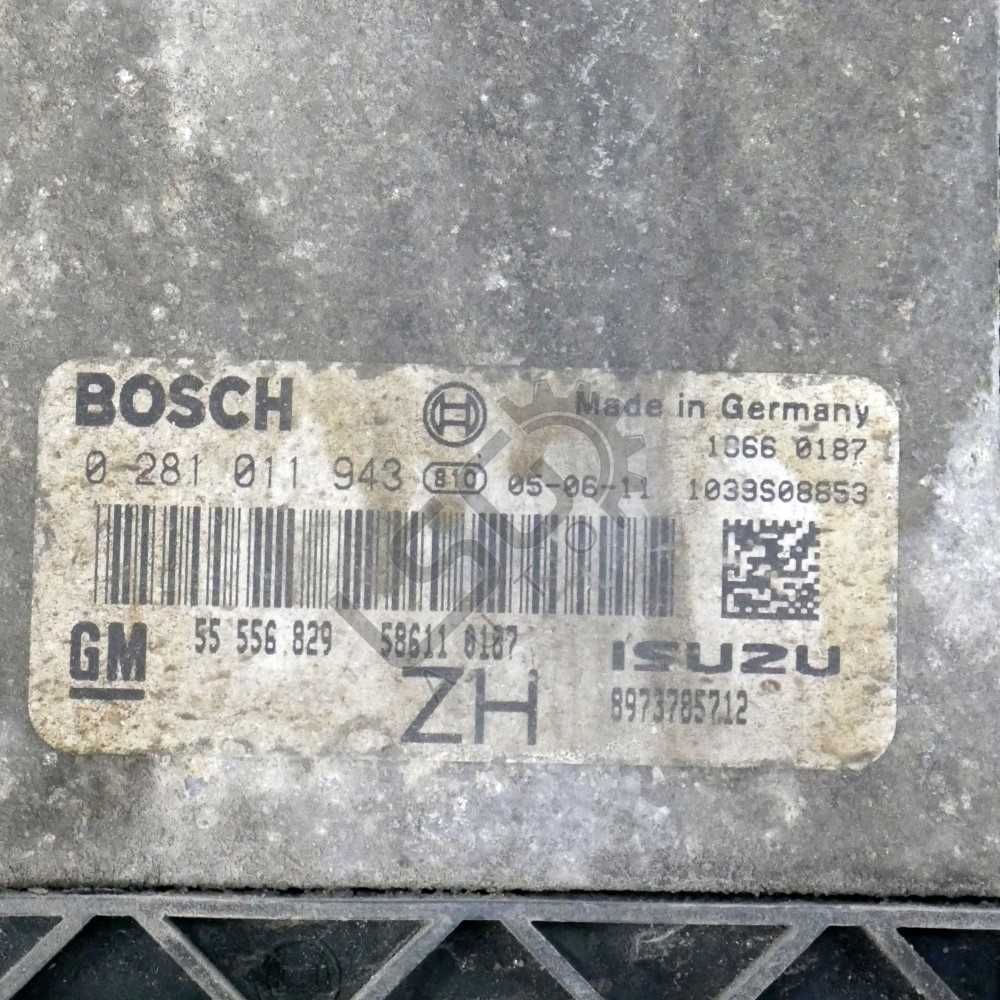 BOSCH
Made in Germany
1866 0187
0 281 011 943 810 05-06-11 1039S08853
GM
55 556 829 58611 0187
ISUZU
ZH
8973785712